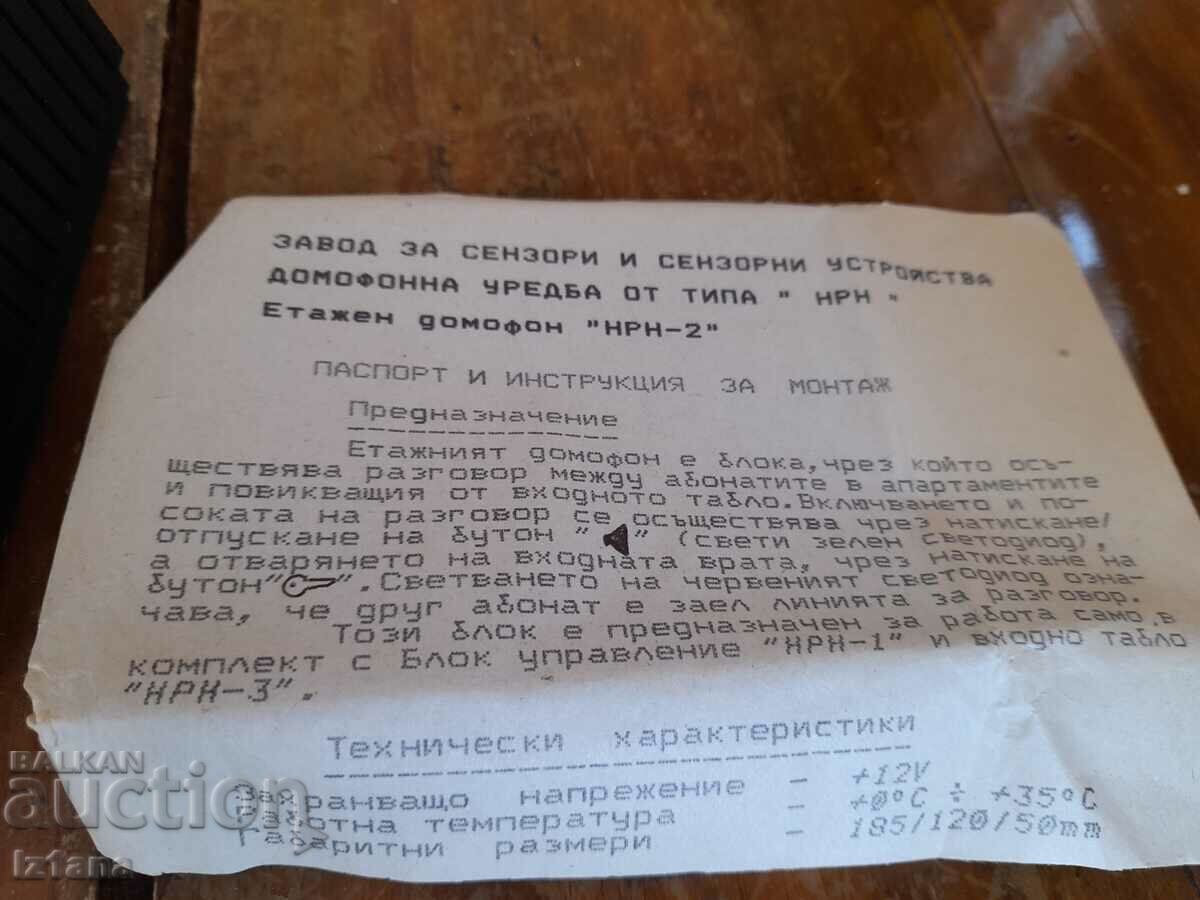 ЗАВОД ЗА СЕНЗОРИ И СЕНЗОРНИ УСТРОЙСТВА
ДОМОФОННА УРЕДБА ОТ ТИПА " НРН "
Етажен домофон "НРН-2"
ПАСПОРТ И ИНСТРУКЦИЯ ЗА МОНТАЖ
Предназначение
Етажният домофон е блока, чрез който осъ-
ществява разговор между абонатите в апартаментите
и повикващия от входното табло. Включването и по-
соката на разговор се осъществява чрез натискане/
отпускане на бутон " " (свети зелен светодиод),
а отварянето на входната врата, чрез натискане на
бутон" ". Светването на червеният светодиод озна-
чава, че друг абонат е заел линията за разговор.
Този блок е предназначен за работа само в
комплект с Блок управление "НРН-1" и входно табло
"НРН-3".
Технически характеристики
Захранващо напрежение - +12V
Работна температура - +0°C ÷ +35°C
Габаритни размери - 185/120/50mm
BALKAN
auction
Iztana